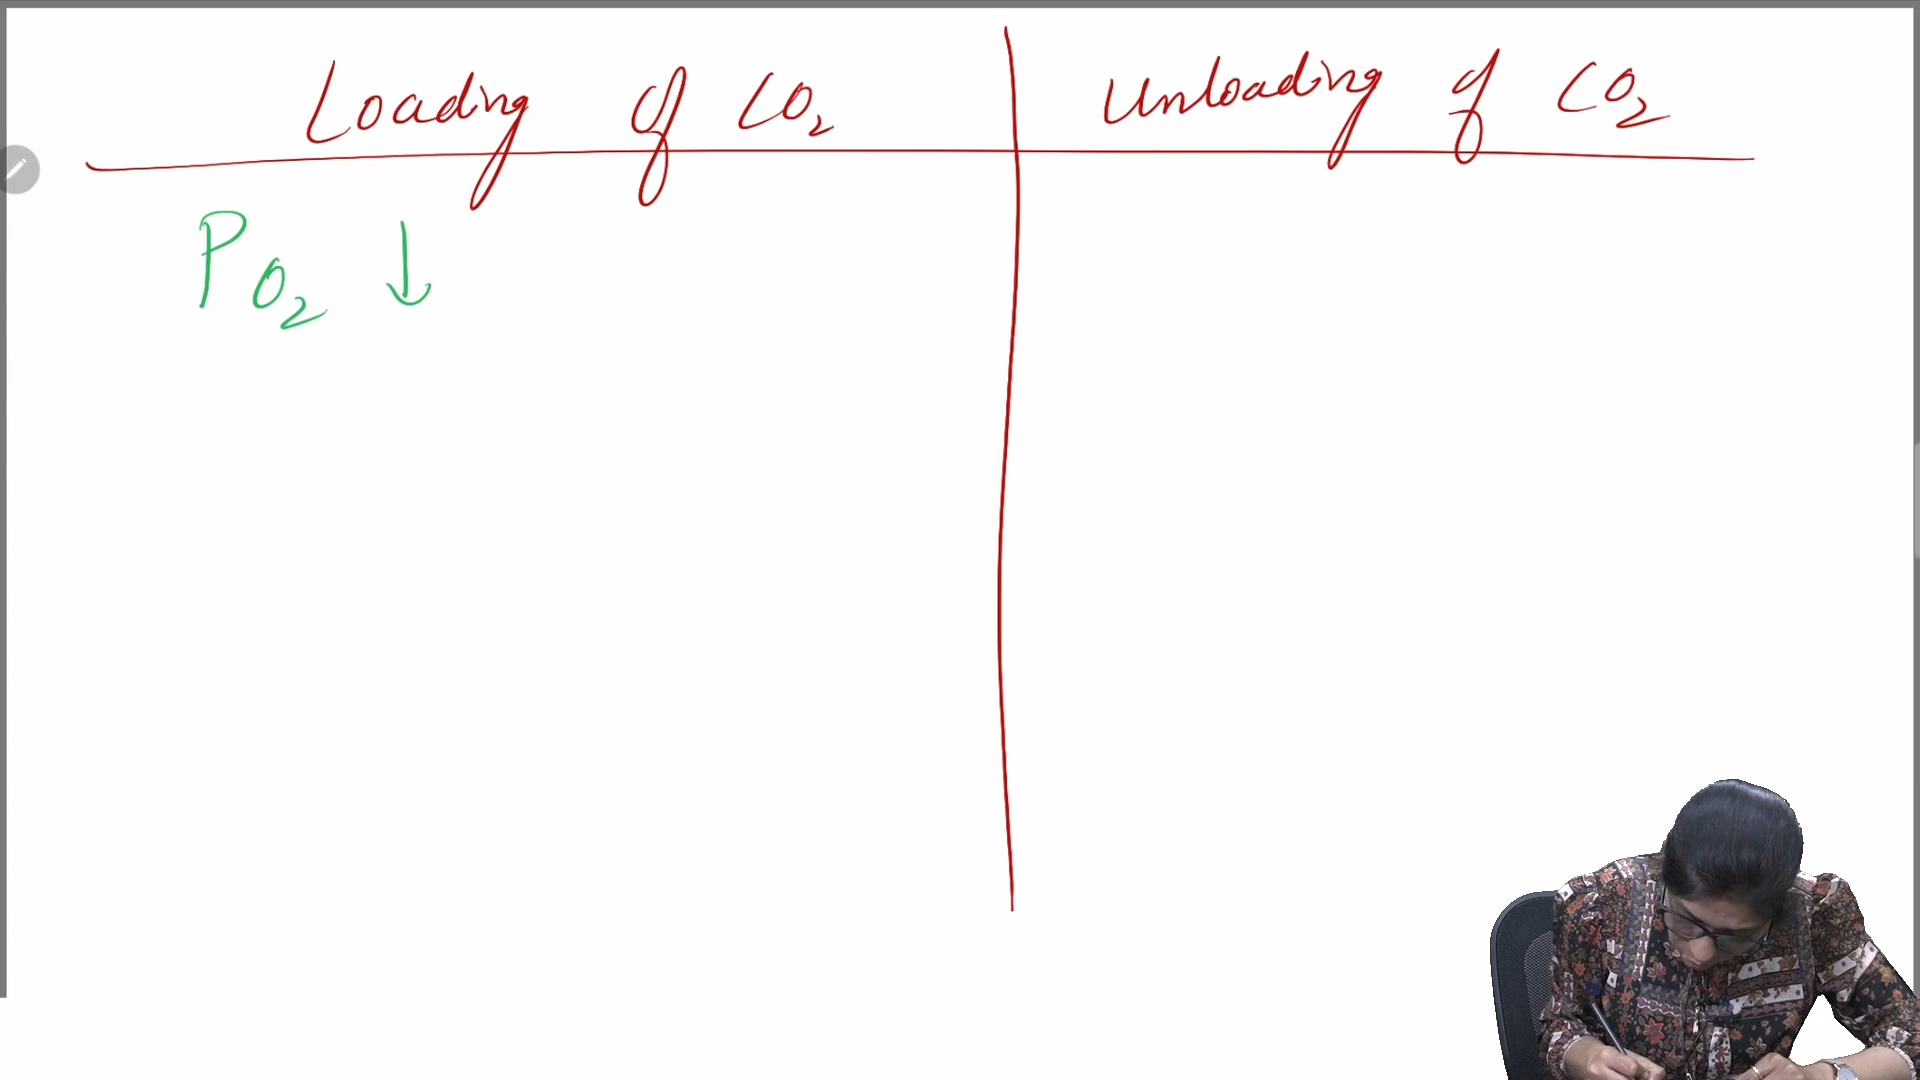 Loading of CO₂
Unloading of CO₂
PO₂ ↓